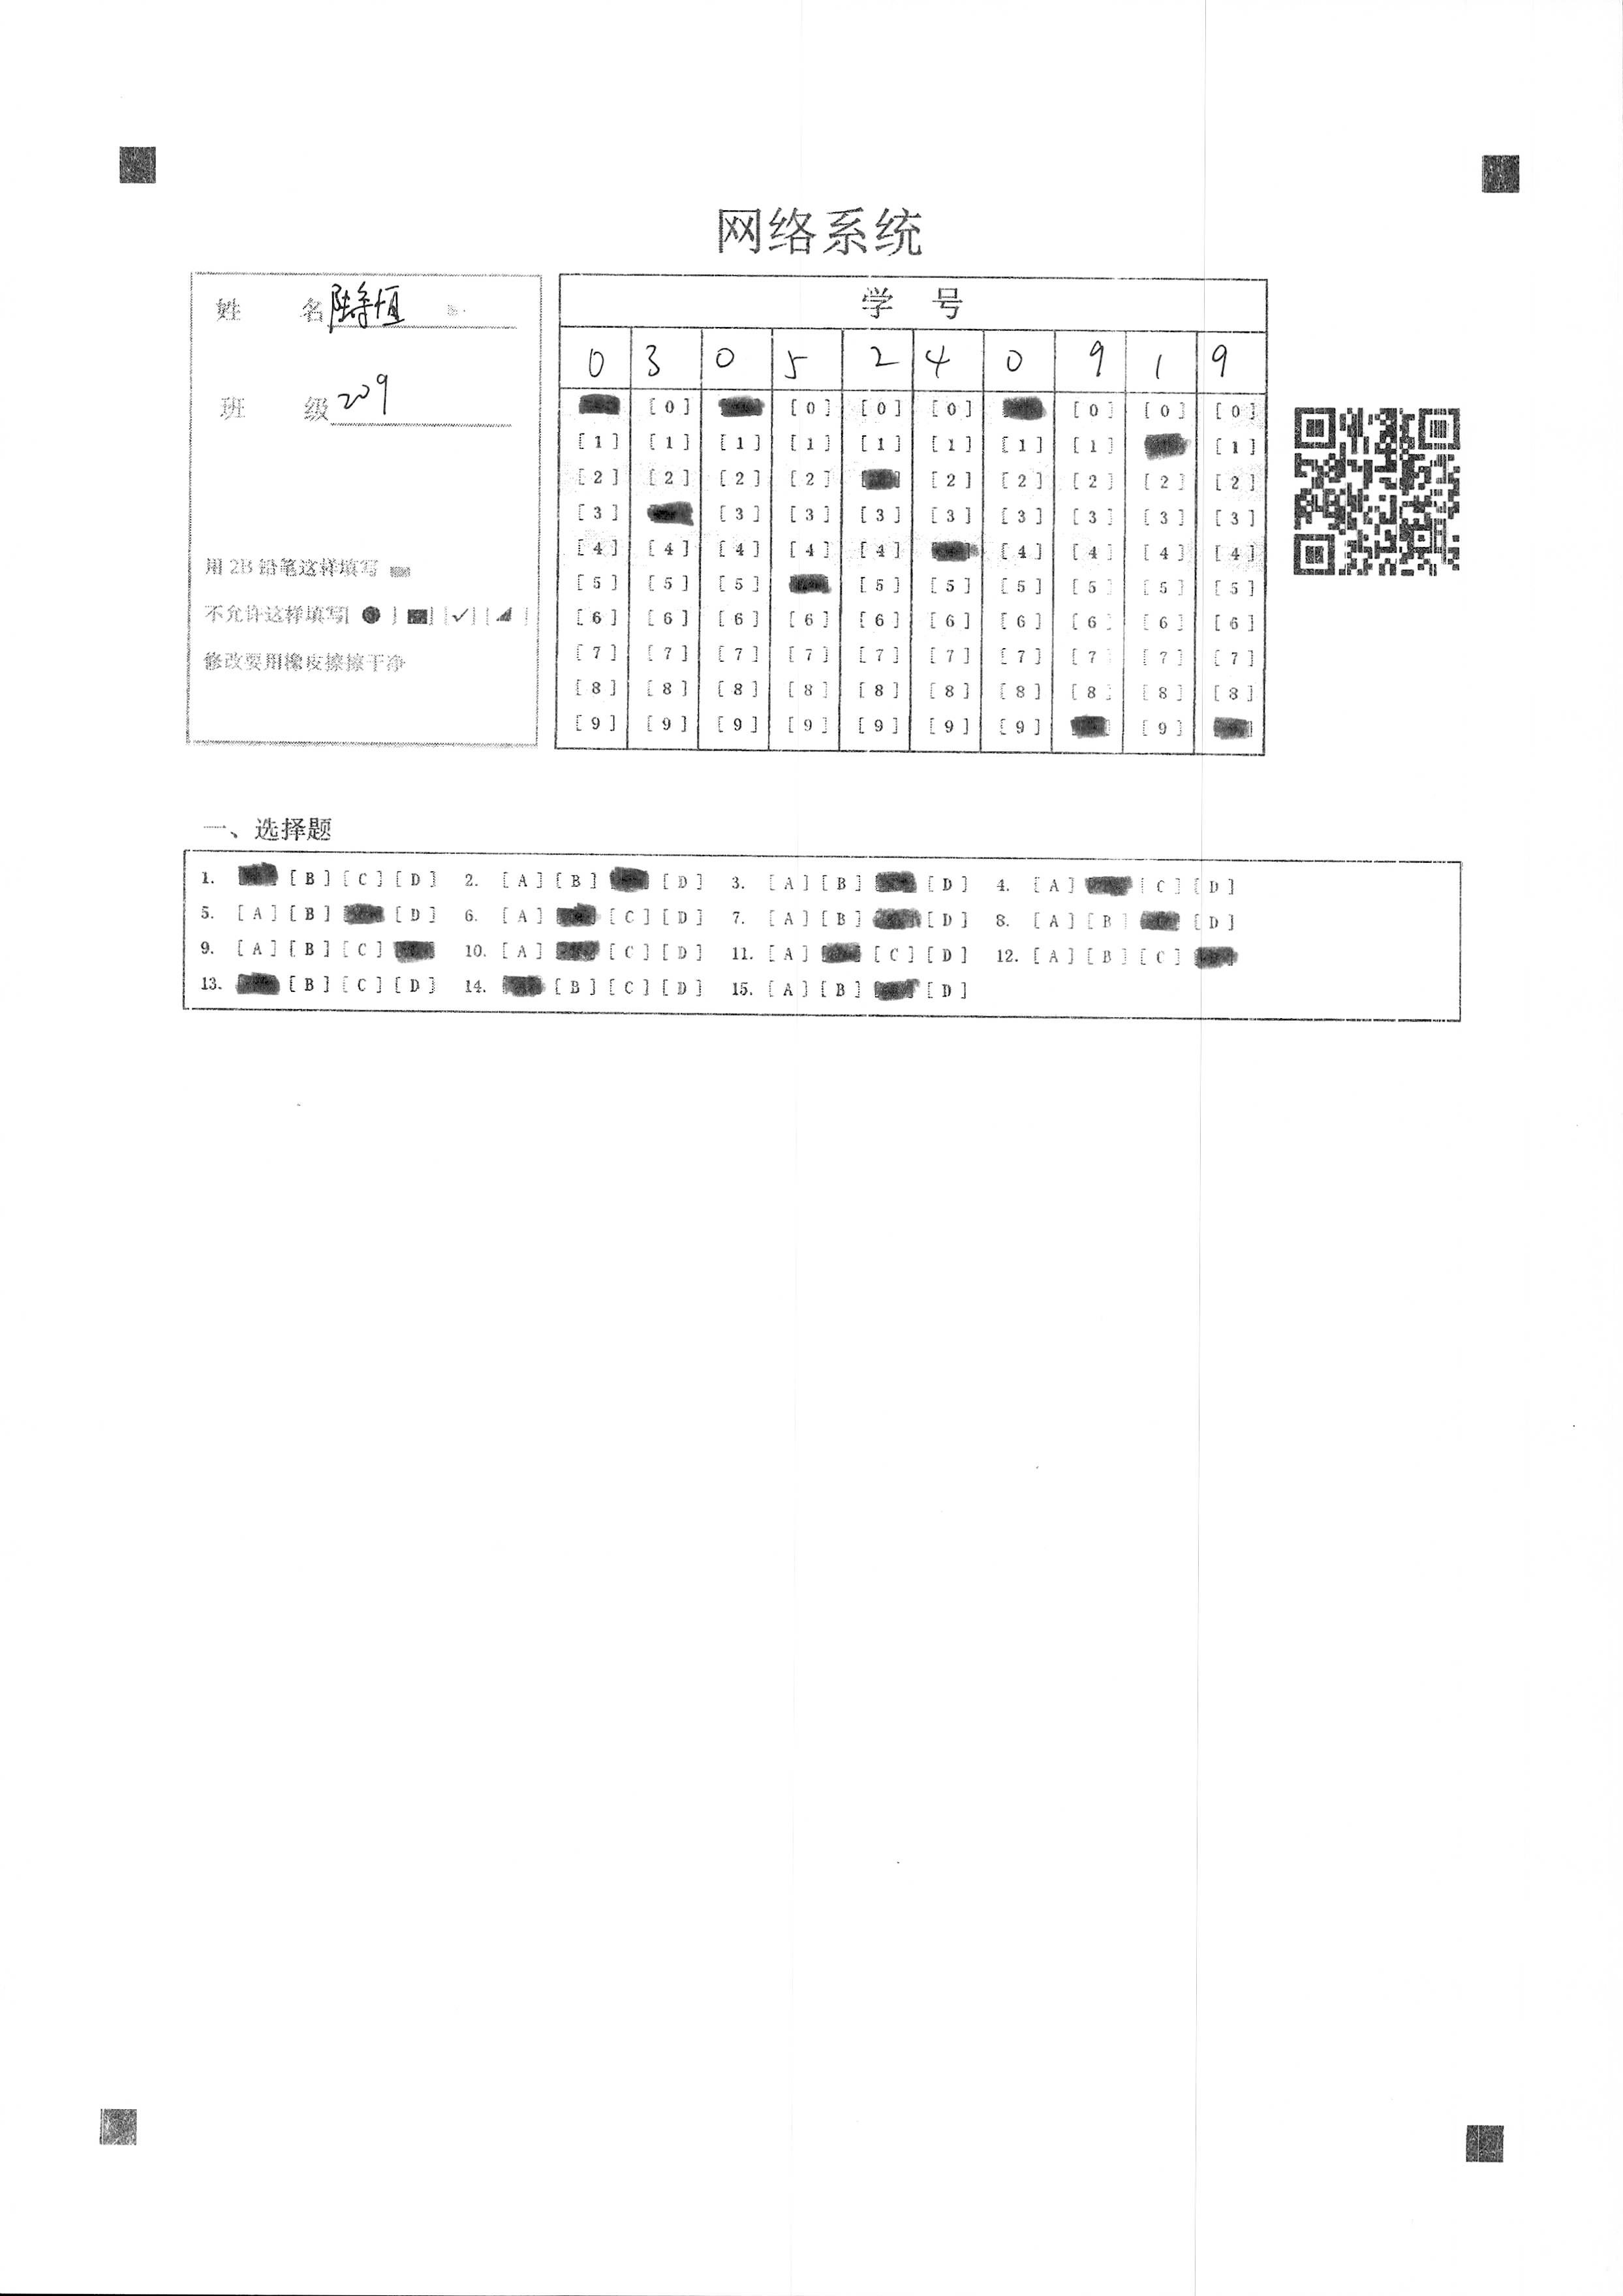 网络系统
姓 名 陆子恒
班 级 209
用 2B 铅笔这样填写
不允许这样填写[ ● ] [■] [✓] [◢ ]
修改要用橡皮擦擦干净
学 号
0 3 0 5 2 4 0 9 1 9
[0] [0] [0] [0] [0] [0] [0]
[1] [1] [1] [1] [1] [1] [1] [1] [1]
[2] [2] [2] [2] [2] [2] [2] [2] [2]
[3] [3] [3] [3] [3] [3] [3] [3] [3]
[4] [4] [4] [4] [4] [4] [4] [4] [4]
[5] [5] [5] [5] [5] [5] [5] [5] [5]
[6] [6] [6] [6] [6] [6] [6] [6] [6] [6]
[7] [7] [7] [7] [7] [7] [7] [7] [7] [7]
[8] [8] [8] [8] [8] [8] [8] [8] [8] [8]
[9] [9] [9] [9] [9] [9] [9] [9]
一、选择题
1. [B] [C] [D] 2. [A] [B] [D] 3. [A] [B] [D] 4. [A] [C] [D]
5. [A] [B] [D] 6. [A] [C] [D] 7. [A] [B] [D] 8. [A] [B] [D]
9. [A] [B] [C] 10. [A] [C] [D] 11. [A] [C] [D] 12. [A] [B] [C]
13. [B] [C] [D] 14. [B] [C] [D] 15. [A] [B] [D]